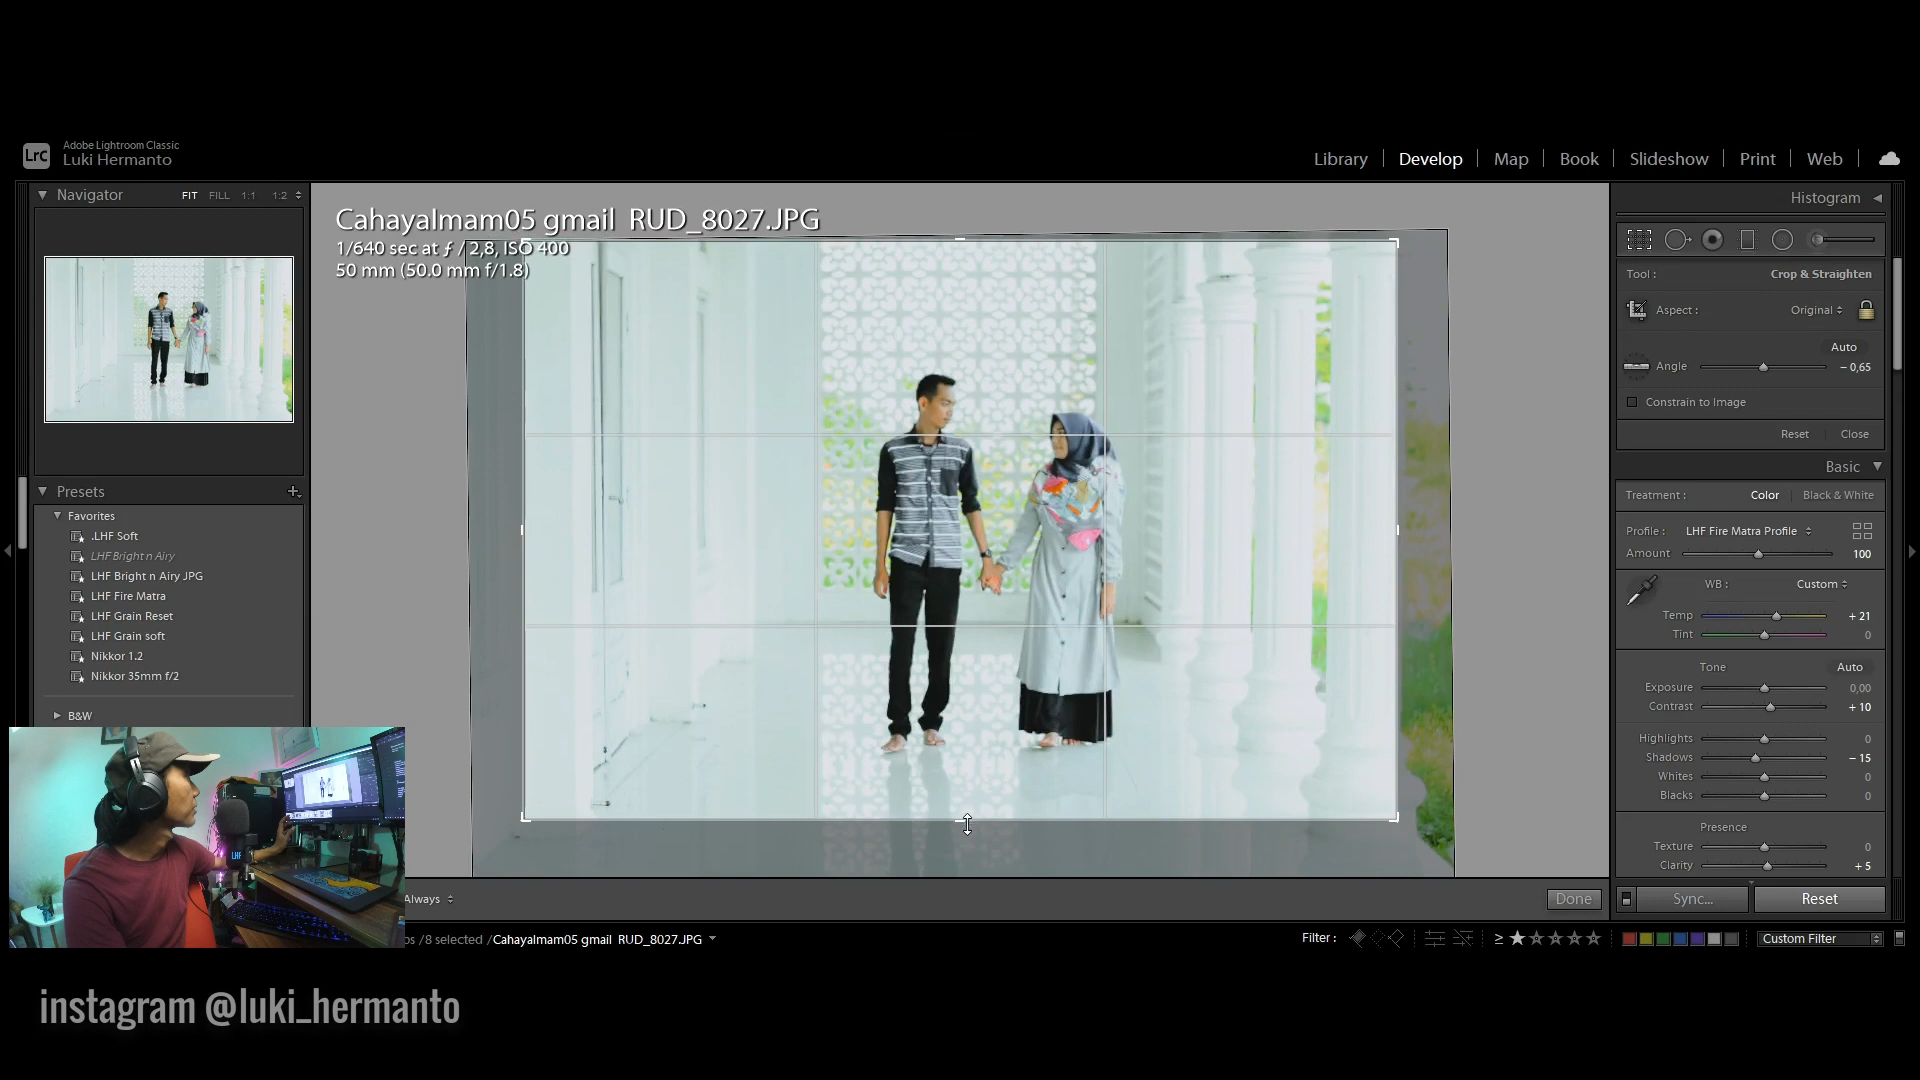 Lrc
Adobe Lightroom Classic
Luki Hermanto
Library
Develop
Map
Book
Slideshow
Print
Web
Navigator
FIT
FILL
1:1
1:2
CahayaImam05 gmail  RUD_8027.JPG
1/640 sec at ƒ / 2,8, ISO 400
50 mm (50.0 mm f/1.8)
Presets
Favorites
.LHF Soft
LHF Bright n Airy
LHF Bright n Airy JPG
LHF Fire Matra
LHF Grain Reset
LHF Grain soft
Nikkor 1.2
Nikkor 35mm f/2
B&W
Histogram
Tool :
Crop & Straighten
Aspect :
Original
Auto
Angle
– 0,65
Constrain to Image
Reset
Close
Basic
Treatment :
Color
Black & White
Profile :
LHF Fire Matra Profile
Amount
100
WB :
Custom
Temp
+ 21
Tint
0
Tone
Auto
Exposure
0,00
Contrast
+ 10
Highlights
0
Shadows
– 15
Whites
0
Blacks
0
Presence
Texture
0
Clarity
+ 5
Sync...
Reset
LHF
Always
Done
os /8 selected /CahayaImam05 gmail  RUD_8027.JPG
Filter :
≥
Custom Filter
instagram @luki_hermanto